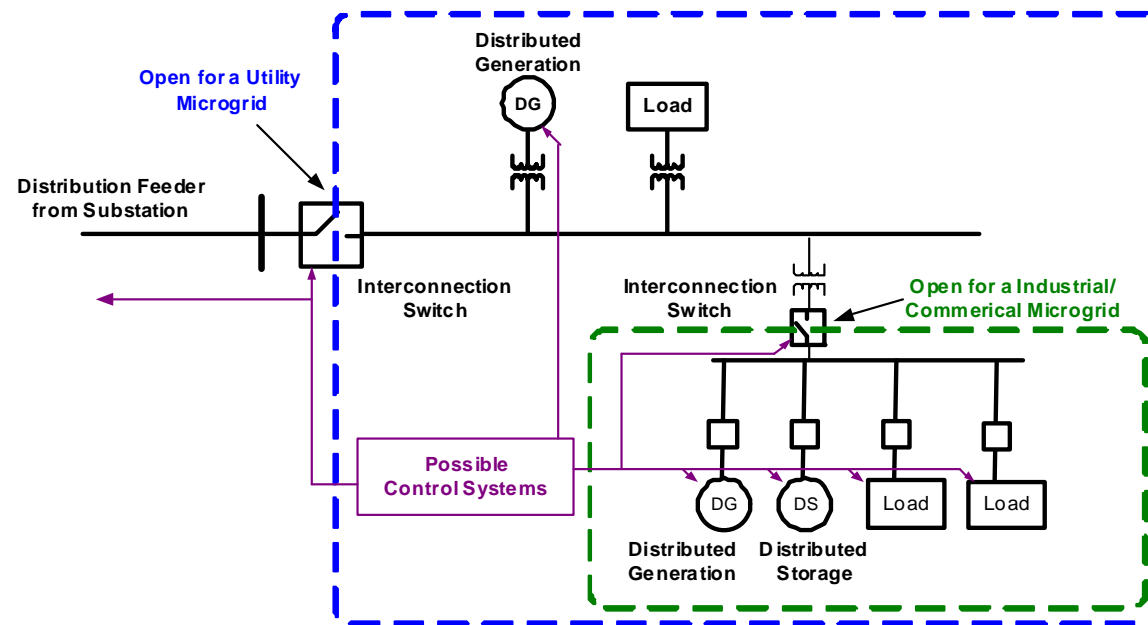 Distributed
Generation
Open for a Utility
Microgrid
DG
Load
Distribution Feeder
from Substation
Interconnection
Switch
Interconnection
Switch
Open for a Industrial/
Commerical Microgrid
Possible
Control Systems
DG
DS
Load
Load
Distributed
Generation
Distributed
Storage